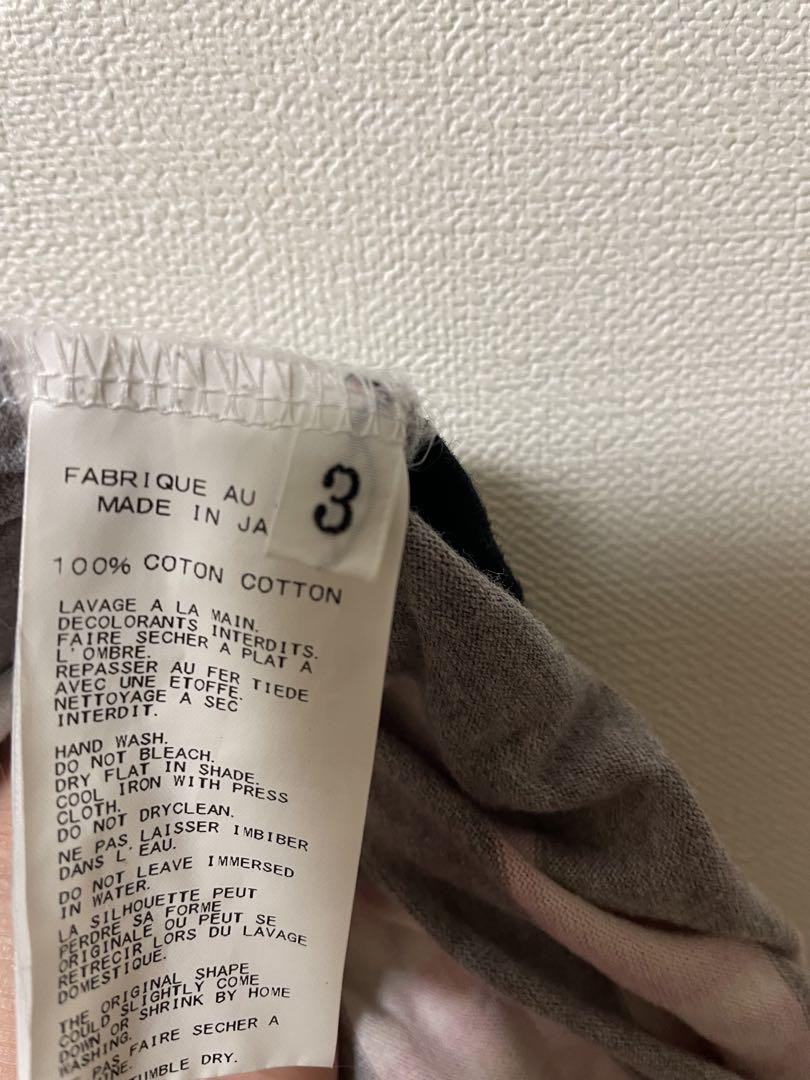 FABRIQUE AU
MADE IN JA
3
100% COTON COTTON
LAVAGE A LA MAIN.
DECOLORANTS INTERDITS.
FAIRE SECHER A PLAT A
L'OMBRE.
REPASSER AU FER TIEDE
AVEC UNE ETOFFE.
NETTOYAGE A SEC
INTERDIT.
HAND WASH.
DO NOT BLEACH.
DRY FLAT IN SHADE.
COOL IRON WITH PRESS
CLOTH.
DO NOT DRYCLEAN.
NE PAS LAISSER IMBIBER
DANS L'EAU.
DO NOT LEAVE IMMERSED
IN WATER.
LA SILHOUETTE PEUT
PERDRE SA FORME
ORIGINALE OU PEUT SE
RETRECIR LORS DU LAVAGE
DOMESTIQUE.
THE ORIGINAL SHAPE
COULD SLIGHTLY COME
DOWN OR SHRINK BY HOME
WASHING.
PAS FAIRE SECHER A
TUMBLE DRY.